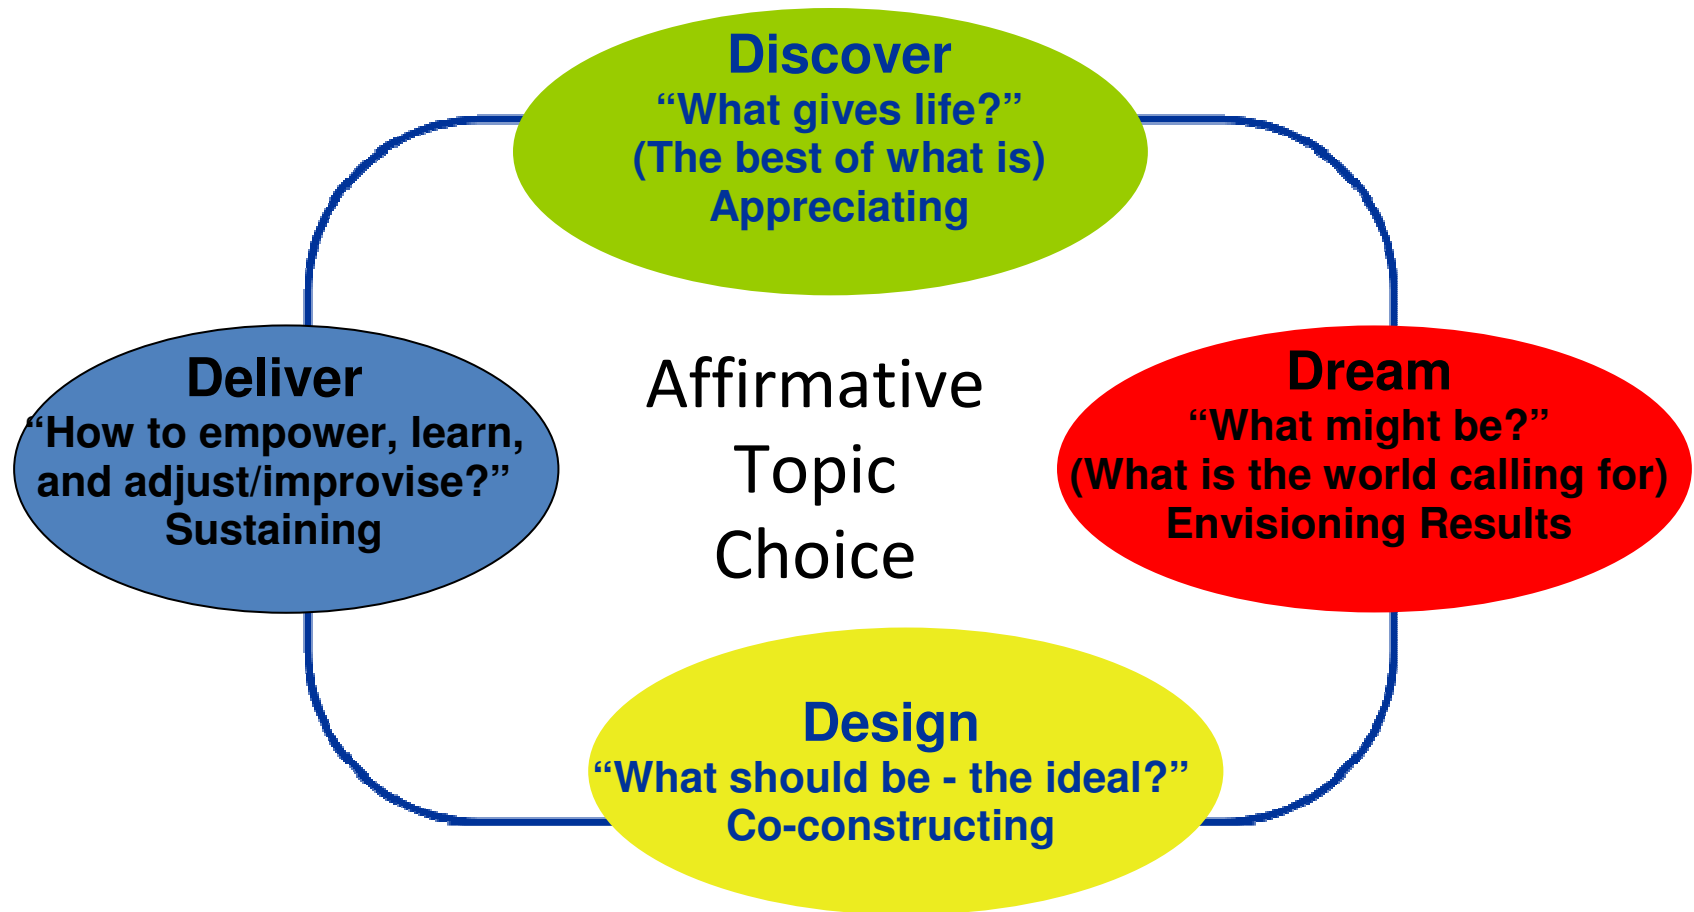 Discover
“What gives life?”
(The best of what is)
Appreciating
Dream
“What might be?”
(What is the world calling for)
Envisioning Results
Design
“What should be - the ideal?”
Co-constructing
Deliver
“How to empower, learn,
and adjust/improvise?”
Sustaining
Affirmative
Topic
Choice